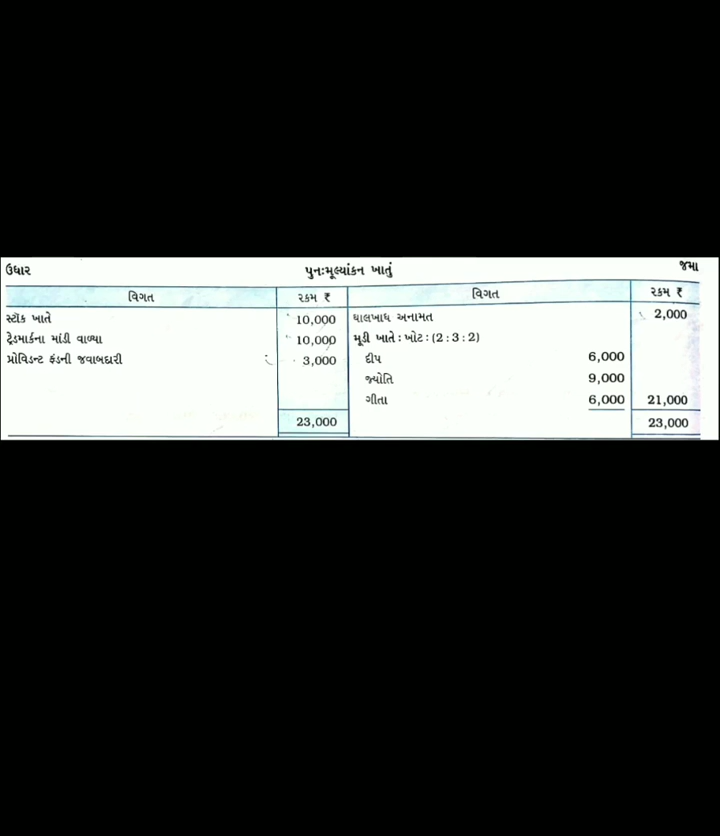 ઉધાર પુનઃમૂલ્યાંકન ખાતું જમા
વિગત રકમ ₹ વિગત રકમ ₹
સ્ટૉક ખાતે 10,000 ઘાલખાધ અનામત 2,000
ટ્રેડમાર્કના માંડી વાળ્યા 10,000 મૂડી ખાતે : ખોટ : (2 : 3 : 2)
પ્રોવિડન્ટ ફંડની જવાબદારી 3,000 દીપ 6,000
જ્યોતિ 9,000
ગીતા 6,000 21,000
23,000 23,000